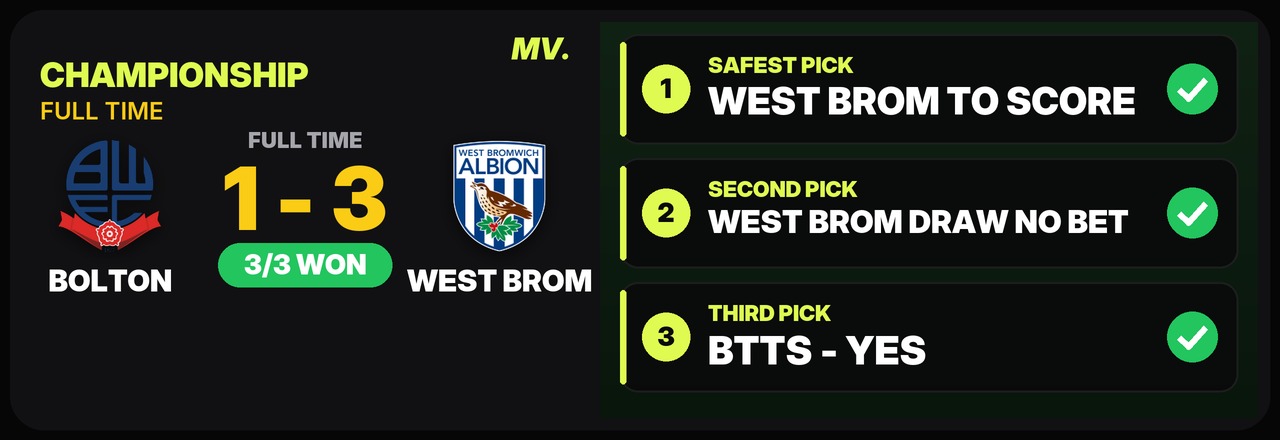 MV.
CHAMPIONSHIP
FULL TIME
FULL TIME
1 - 3
3/3 WON
BWFC
BOLTON
WEST BROMWICH
ALBION
WEST BROM
1
SAFEST PICK
WEST BROM TO SCORE
2
SECOND PICK
WEST BROM DRAW NO BET
3
THIRD PICK
BTTS - YES